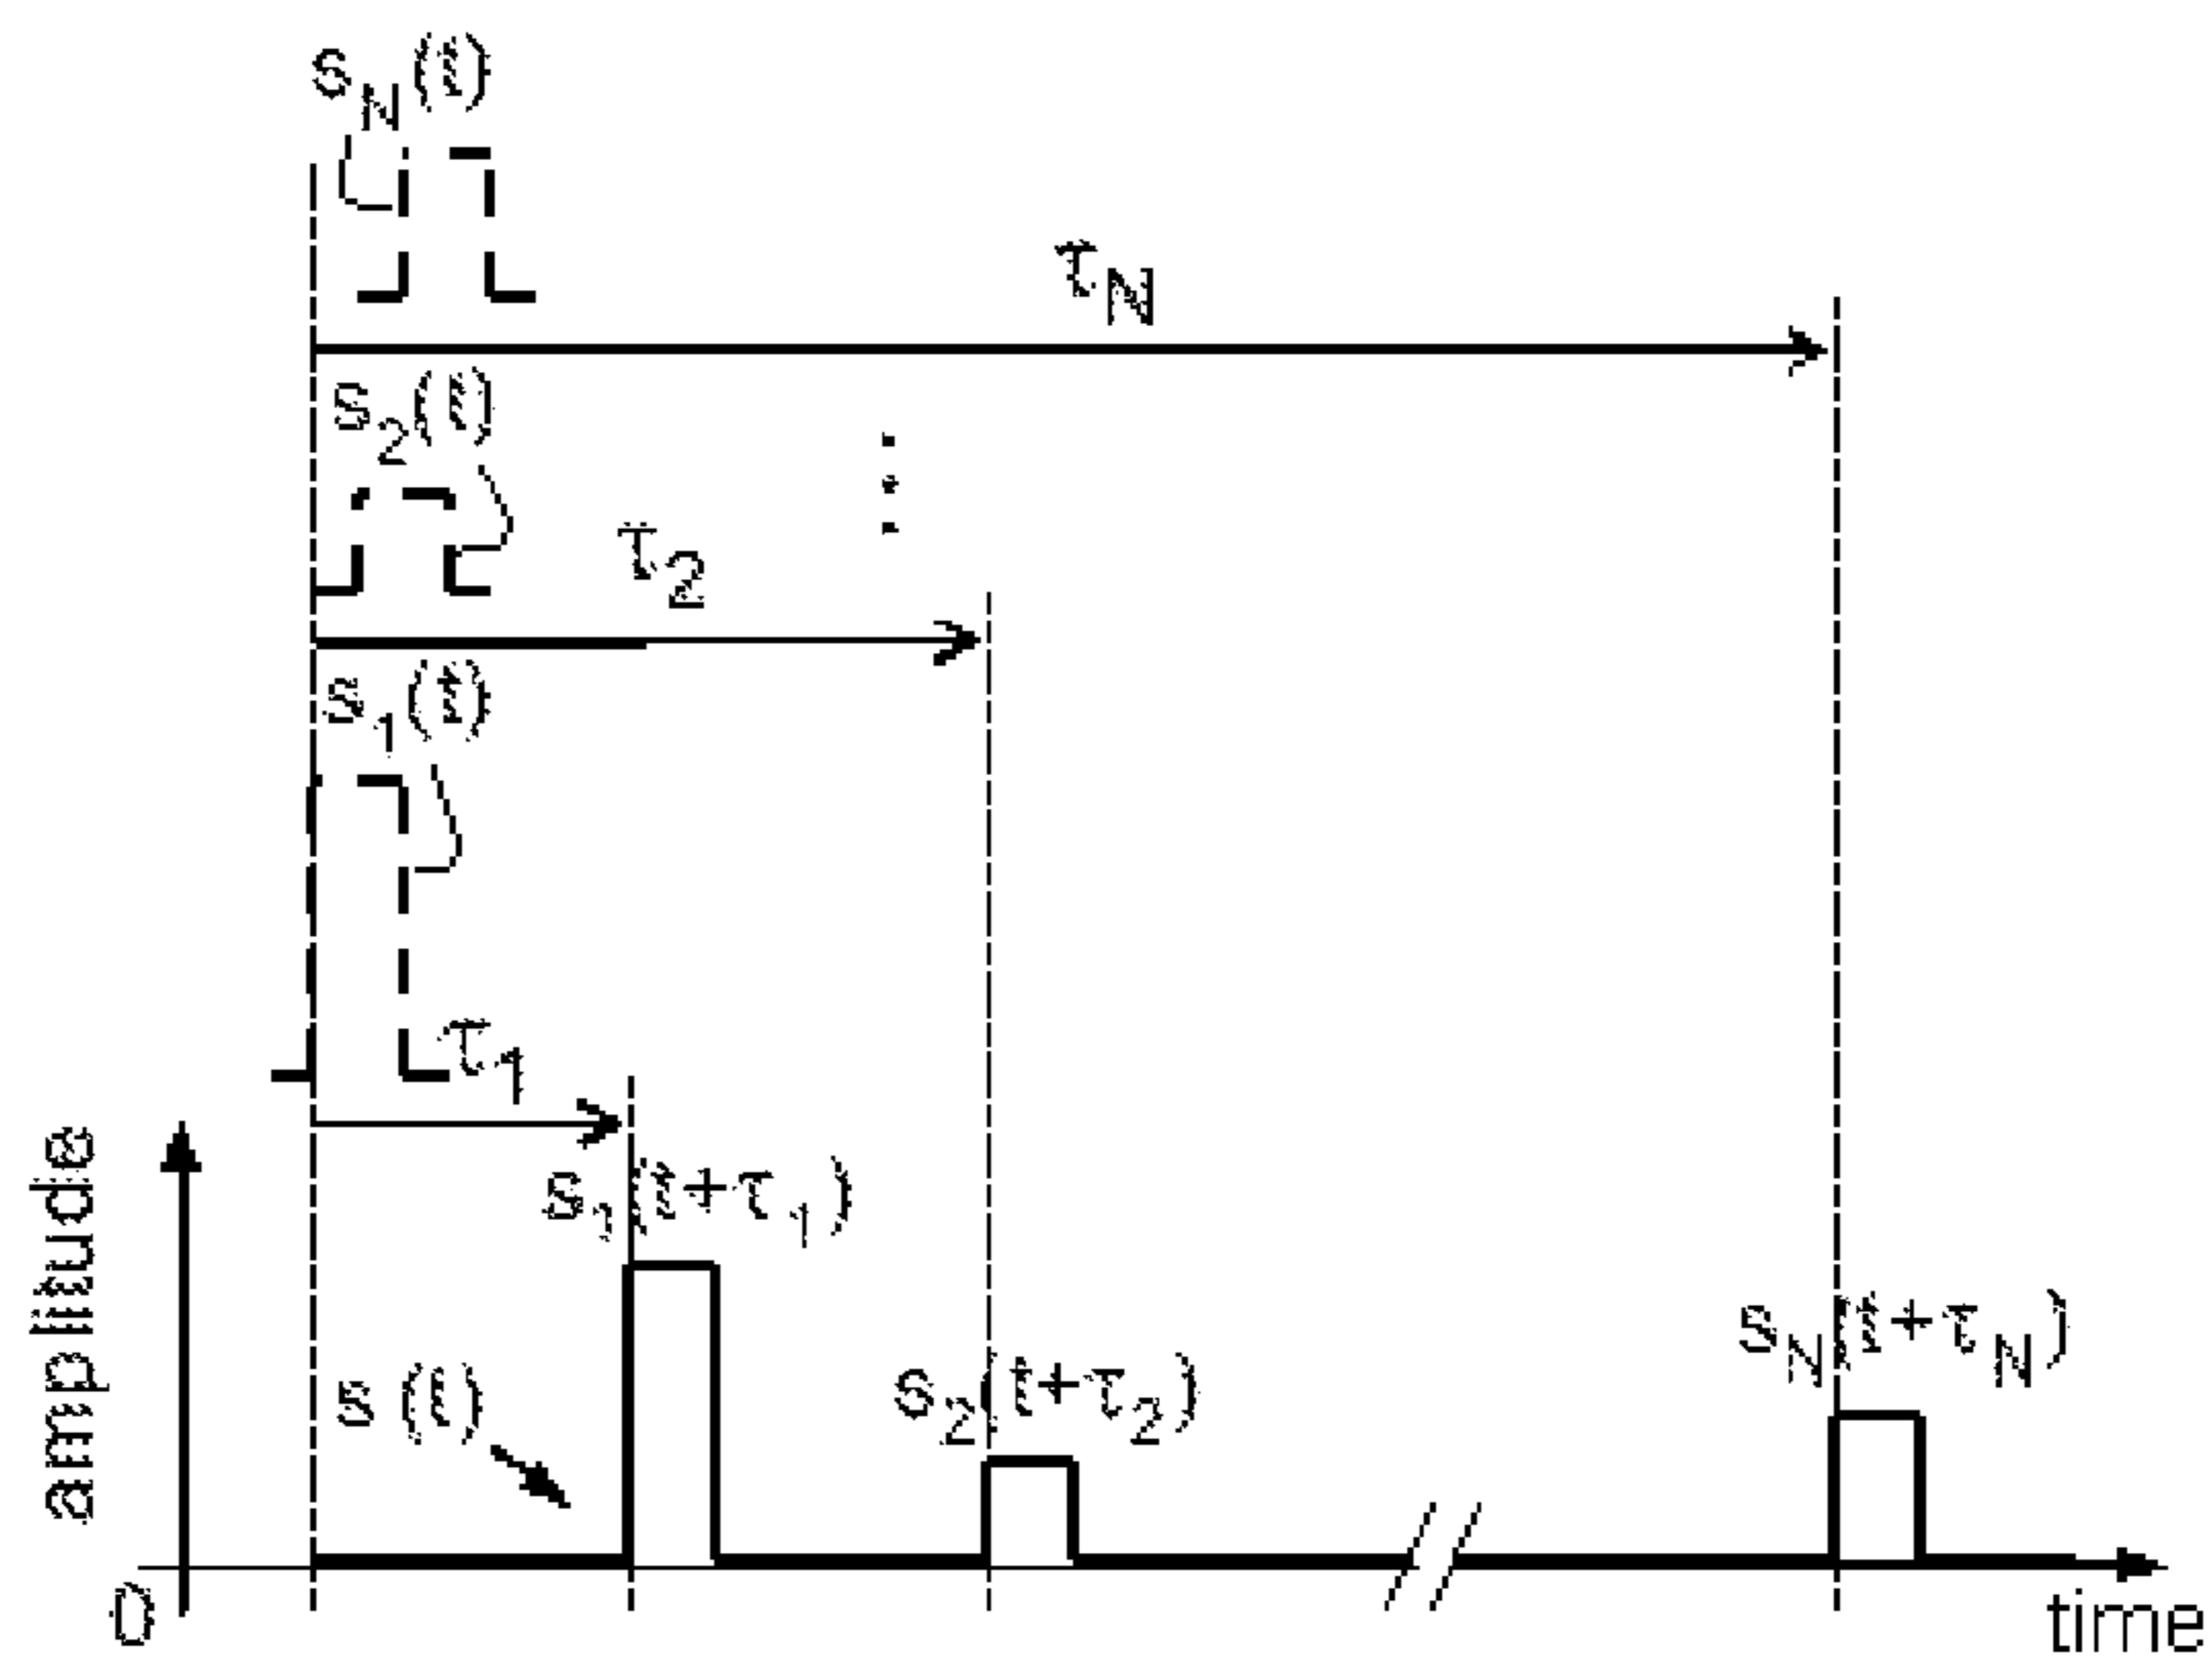 s_N(t)
τ_N
s_2(t)
τ_2
s_1(t)
τ_1
amplitude
s_1(t+τ_1)
s_N(t+τ_N)
s(t)
s_2(t+τ_2)
0
time